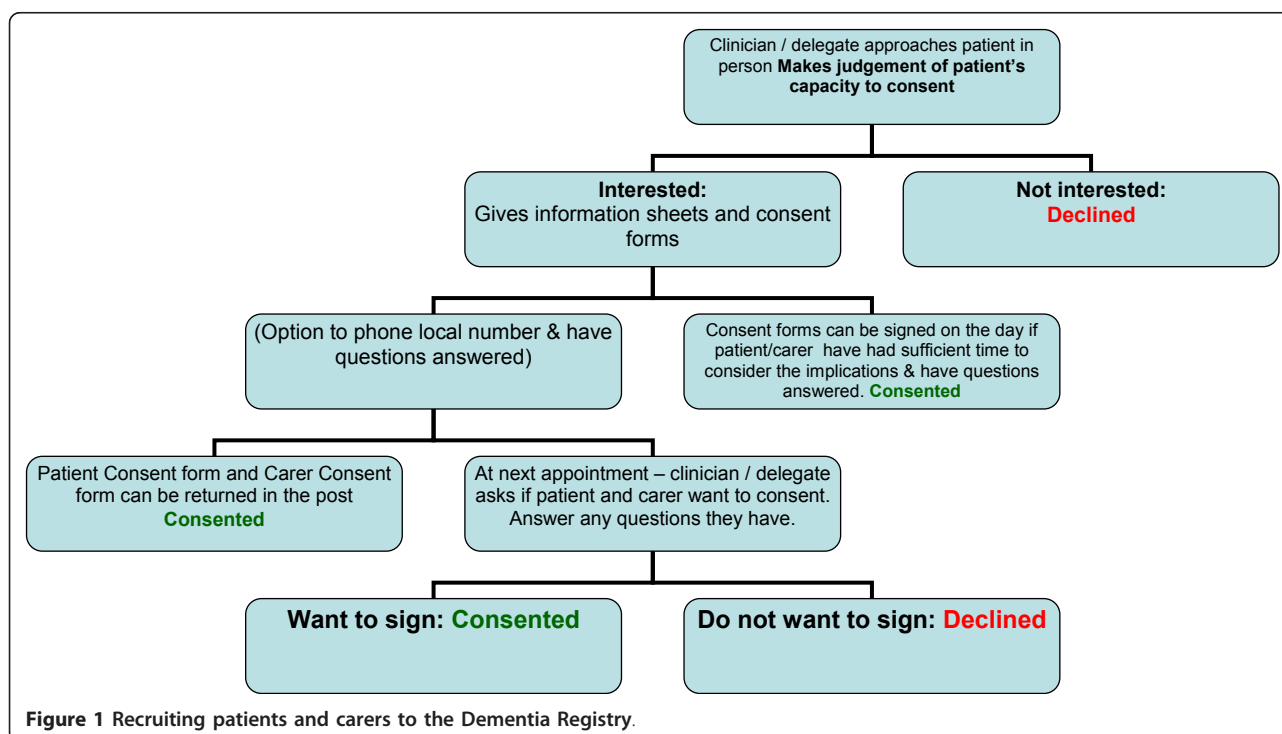 Clinician / delegate approaches patient in
person Makes judgement of patient's
capacity to consent
Interested:
Gives information sheets and consent
forms
Not interested:
Declined
(Option to phone local number & have
questions answered)
Consent forms can be signed on the day if
patient/carer have had sufficient time to
consider the implications & have questions
answered. Consented
Patient Consent form and Carer Consent
form can be returned in the post
Consented
At next appointment – clinician / delegate
asks if patient and carer want to consent.
Answer any questions they have.
Want to sign: Consented
Do not want to sign: Declined
Figure 1 Recruiting patients and carers to the Dementia Registry.